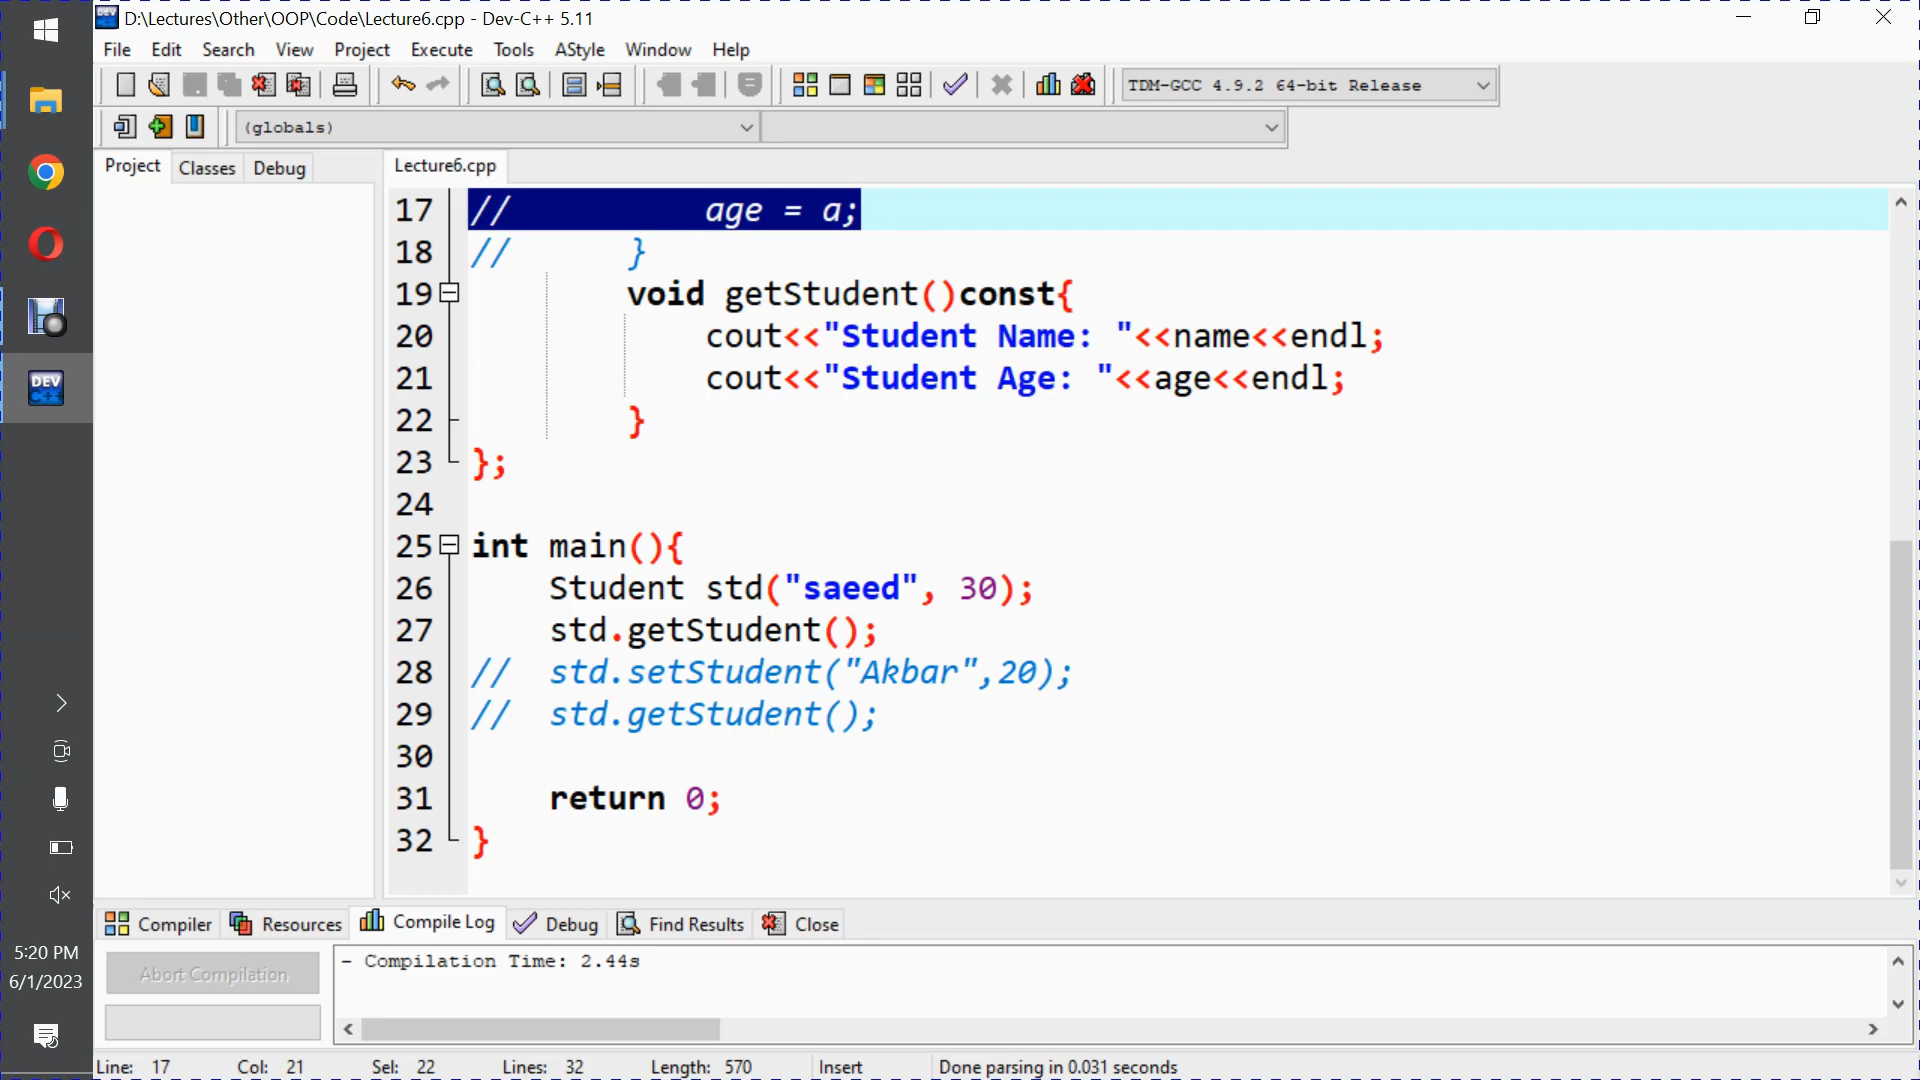 D:\Lectures\Other\OOP\Code\Lecture6.cpp - Dev-C++ 5.11
File Edit Search View Project Execute Tools AStyle Window Help
TDM-GCC 4.9.2 64-bit Release
(globals)
Project Classes Debug
Lecture6.cpp
17 //          age = a;
18 //      }
19 void getStudent()const{
20 cout<<"Student Name: "<<name<<endl;
21 cout<<"Student Age: "<<age<<endl;
22 }
23 };
24
25 int main(){
26 Student std("saeed", 30);
27 std.getStudent();
28 //  std.setStudent("Akbar",20);
29 //  std.getStudent();
30
31 return 0;
32 }
DEV
C++
Compiler Resources Compile Log Debug Find Results Close
5:20 PM
6/1/2023
Abort Compilation
- Compilation Time: 2.44s
Line: 17 Col: 21 Sel: 22 Lines: 32 Length: 570 Insert Done parsing in 0.031 seconds